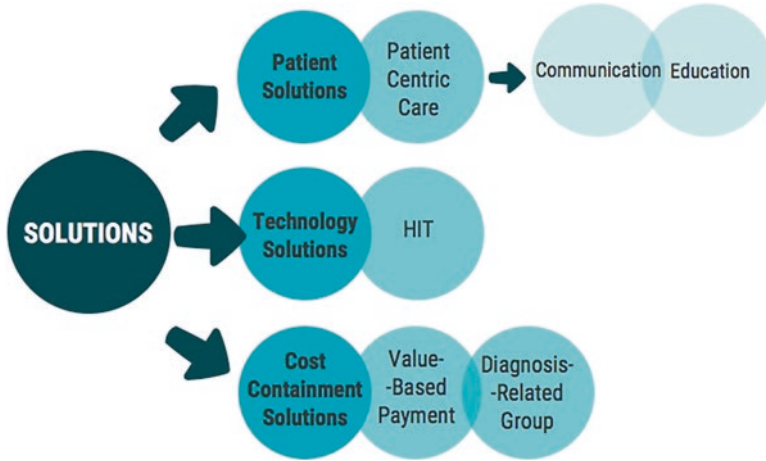 Patient
Solutions
Patient
Centric
Care
Communication
Education
SOLUTIONS
Technology
Solutions
HIT
Cost
Containment
Solutions
Value-
-Based
Payment
Diagnosis-
-Related
Group